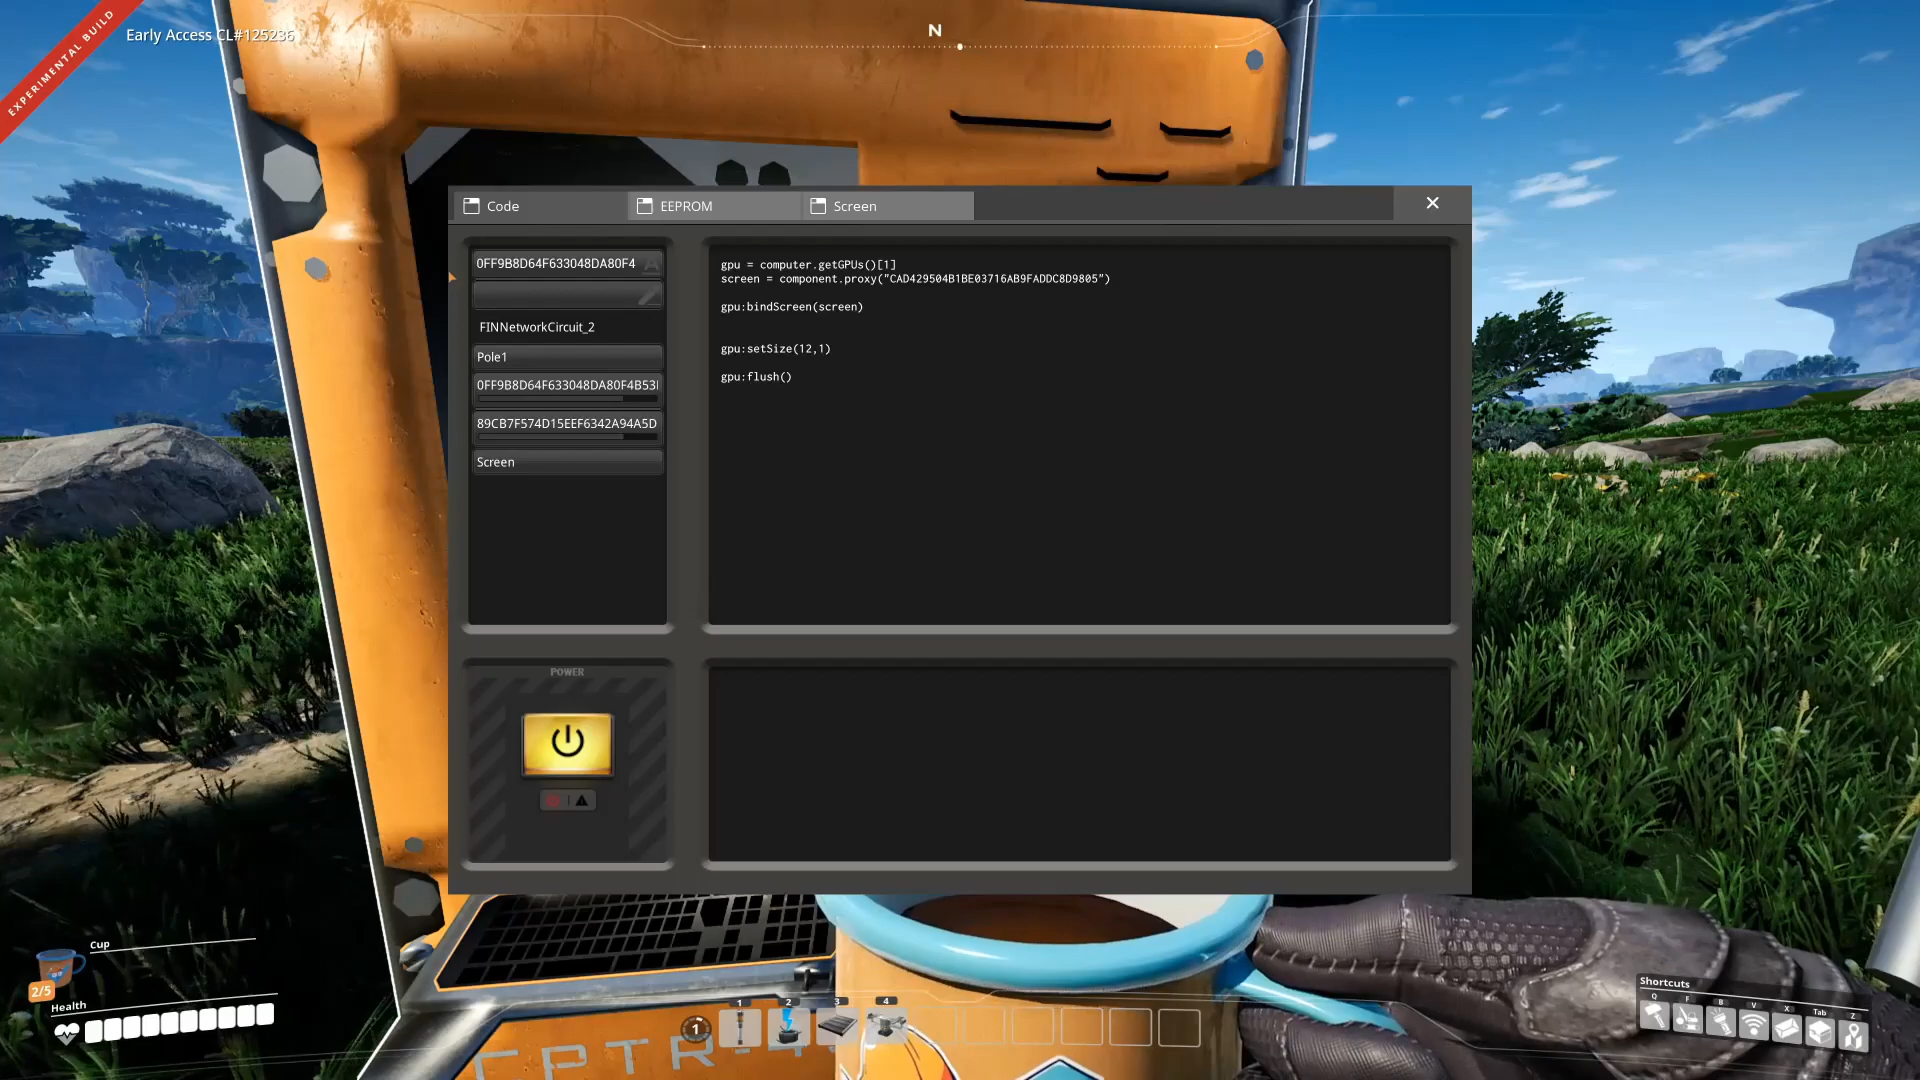 EXPERIMENTAL BUILD
Early Access CL#125236
N
Code
EEPROM
Screen
0FF9B8D64F633048DA80F4
FINNetworkCircuit_2
Pole1
0FF9B8D64F633048DA80F4B53
89CB7F574D15EEF6342A94A5D
Screen
gpu = computer.getGPUs()[1]
screen = component.proxy("CAD429504B1BE03716AB9FADDC8D9805")
gpu:bindScreen(screen)
gpu:setSize(12,1)
gpu:flush()
POWER
Cup
2/5
Health
1
1
2
3
4
Shortcuts
Q
F
B
V
X
Tab
Z